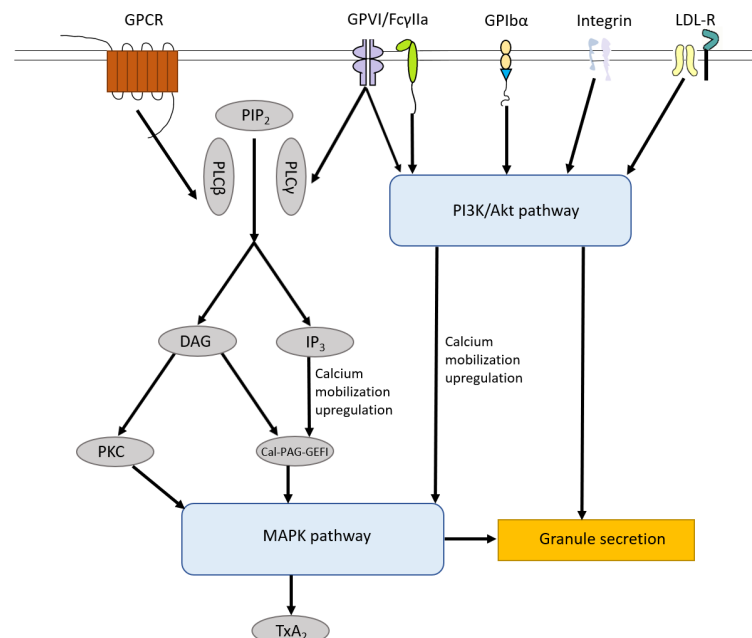 GPCR
GPVI/FcγIIa
GPIbα
Integrin
LDL-R
PIP2
PLCβ
PLCγ
PI3K/Akt pathway
DAG
IP3
Calcium
mobilization
upregulation
Calcium
mobilization
upregulation
PKC
Cal-PAG-GEFI
MAPK pathway
Granule secretion
TxA2